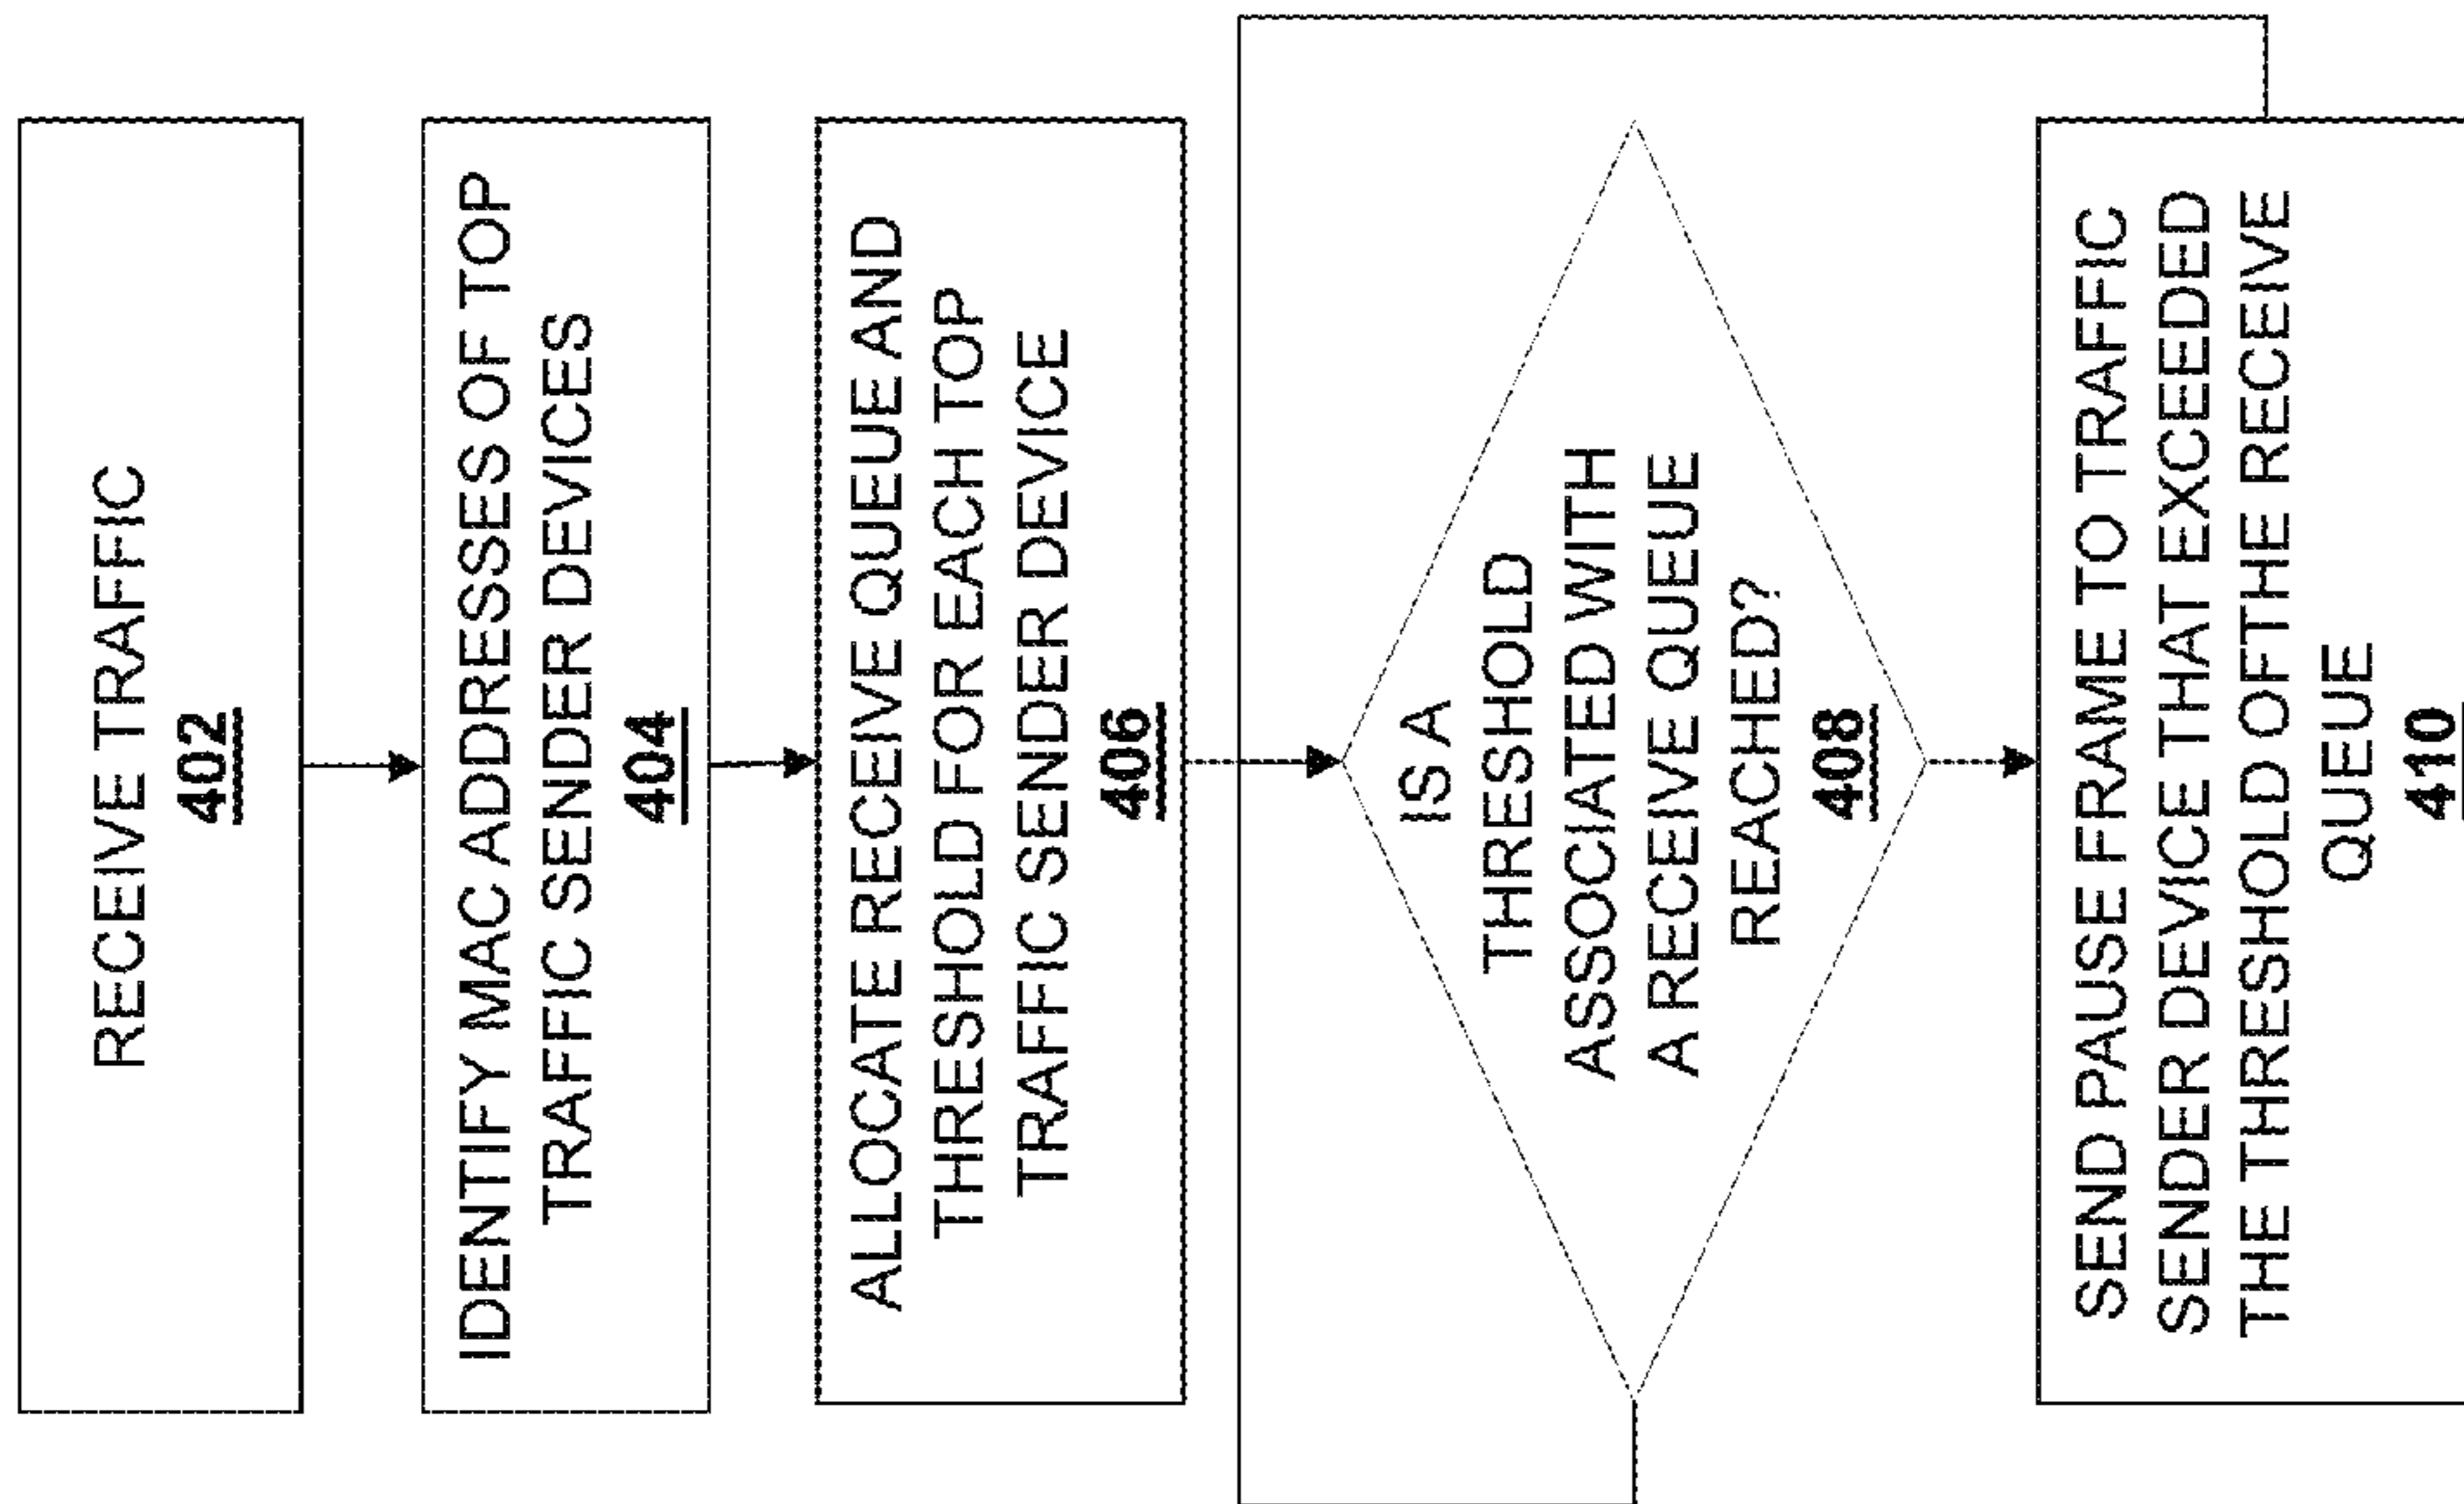 RECEIVE TRAFFIC
402
IDENTIFY MAC ADDRESSES OF TOP
TRAFFIC SENDER DEVICES
404
ALLOCATE RECEIVE QUEUE AND
THRESHOLD FOR EACH TOP
TRAFFIC SENDER DEVICE
406
IS A
THRESHOLD
ASSOCIATED WITH
A RECEIVE QUEUE
REACHED?
408
SEND PAUSE FRAME TO TRAFFIC
SENDER DEVICE THAT EXCEEDED
THE THRESHOLD OFTHE RECEIVE
QUEUE
410